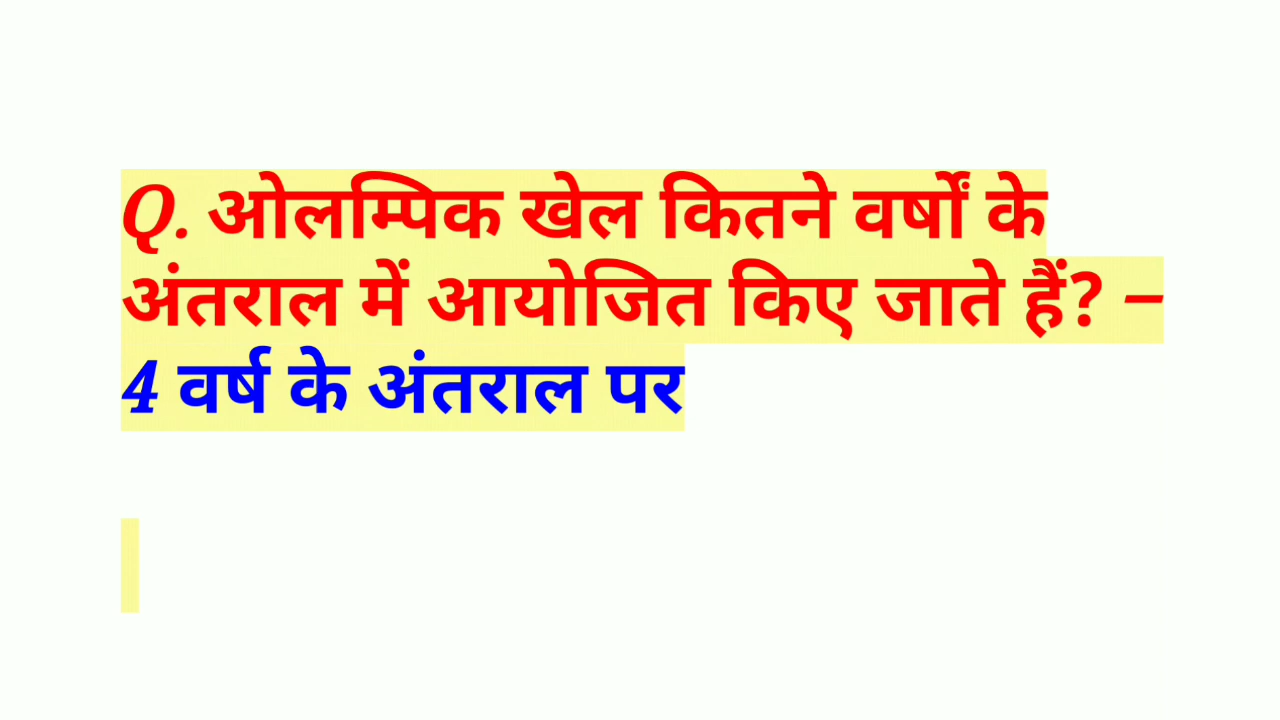 Q. ओलम्पिक खेल कितने वर्षों के
अंतराल में आयोजित किए जाते हैं? –
4 वर्ष के अंतराल पर